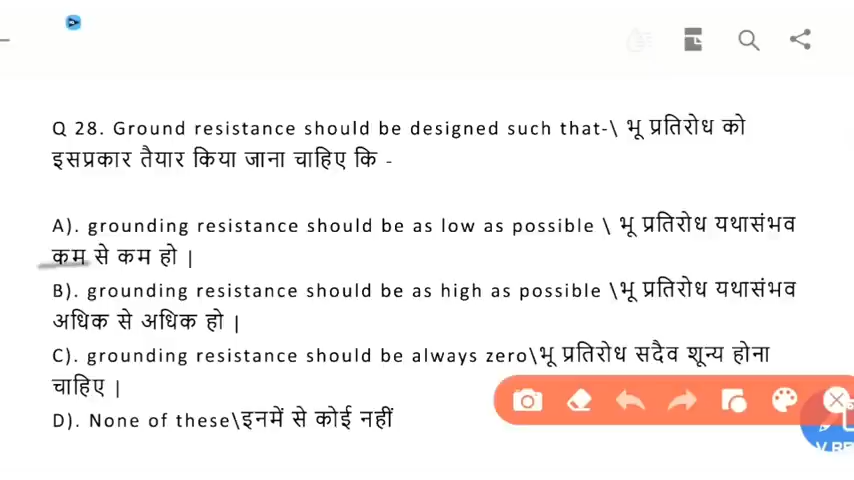 Q 28. Ground resistance should be designed such that-\ भू प्रतिरोध को
इसप्रकार तैयार किया जाना चाहिए कि -
A). grounding resistance should be as low as possible \ भू प्रतिरोध यथासंभव
कम से कम हो |
B). grounding resistance should be as high as possible \भू प्रतिरोध यथासंभव
अधिक से अधिक हो |
C). grounding resistance should be always zero\भू प्रतिरोध सदैव शून्य होना
चाहिए |
D). None of these\इनमें से कोई नहीं